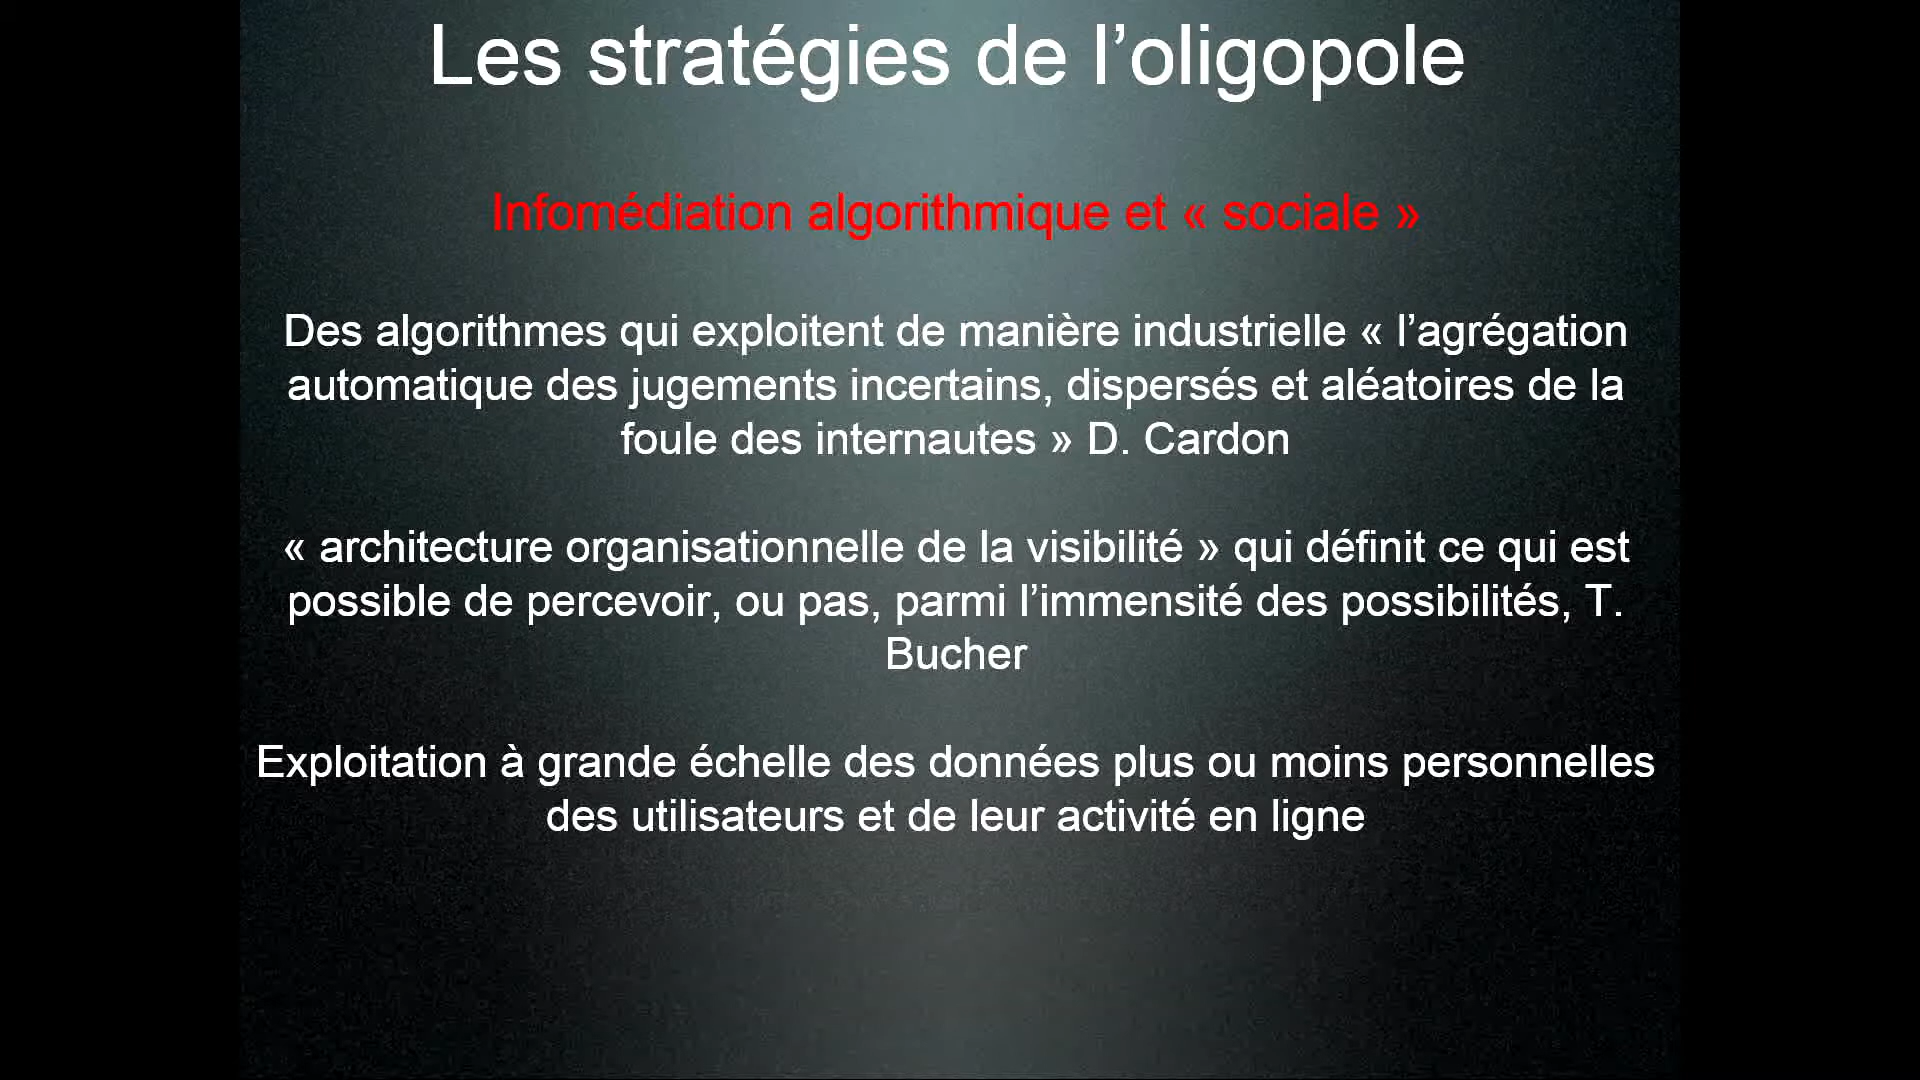 Les stratégies de l’oligopole
Infomédiation algorithmique et « sociale »
Des algorithmes qui exploitent de manière industrielle « l’agrégation
automatique des jugements incertains, dispersés et aléatoires de la
foule des internautes » D. Cardon
« architecture organisationnelle de la visibilité » qui définit ce qui est
possible de percevoir, ou pas, parmi l’immensité des possibilités, T.
Bucher
Exploitation à grande échelle des données plus ou moins personnelles
des utilisateurs et de leur activité en ligne